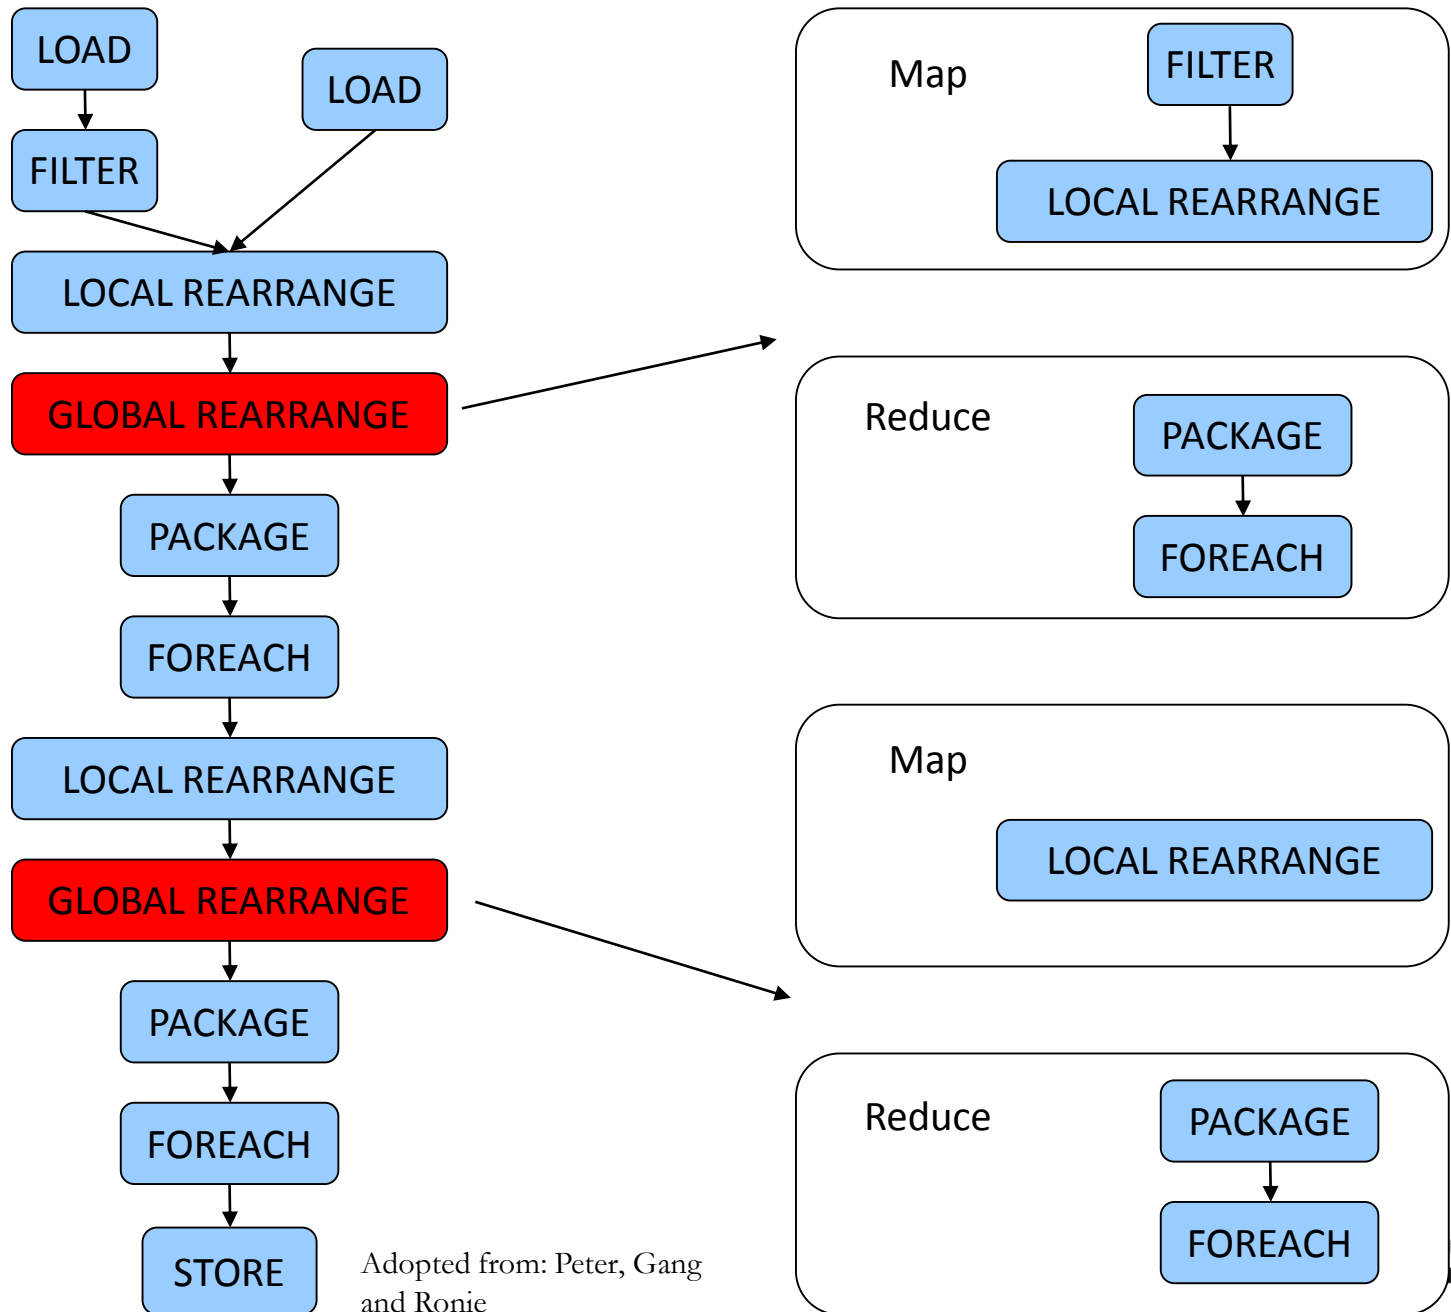 LOAD
LOAD
FILTER
LOCAL REARRANGE
GLOBAL REARRANGE
PACKAGE
FOREACH
LOCAL REARRANGE
GLOBAL REARRANGE
PACKAGE
FOREACH
STORE
Adopted from: Peter, Gang
and Ronie
Map
FILTER
LOCAL REARRANGE
Reduce
PACKAGE
FOREACH
Map
LOCAL REARRANGE
Reduce
PACKAGE
FOREACH